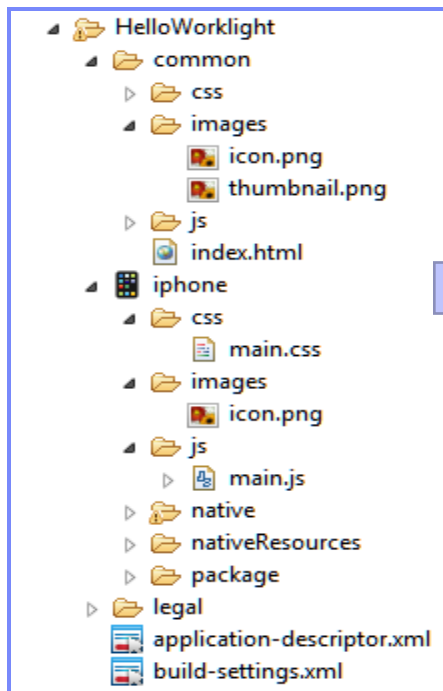 HelloWorklight
common
css
images
icon.png
thumbnail.png
js
index.html
iphone
css
main.css
images
icon.png
js
main.js
native
nativeResources
package
legal
application-descriptor.xml
build-settings.xml